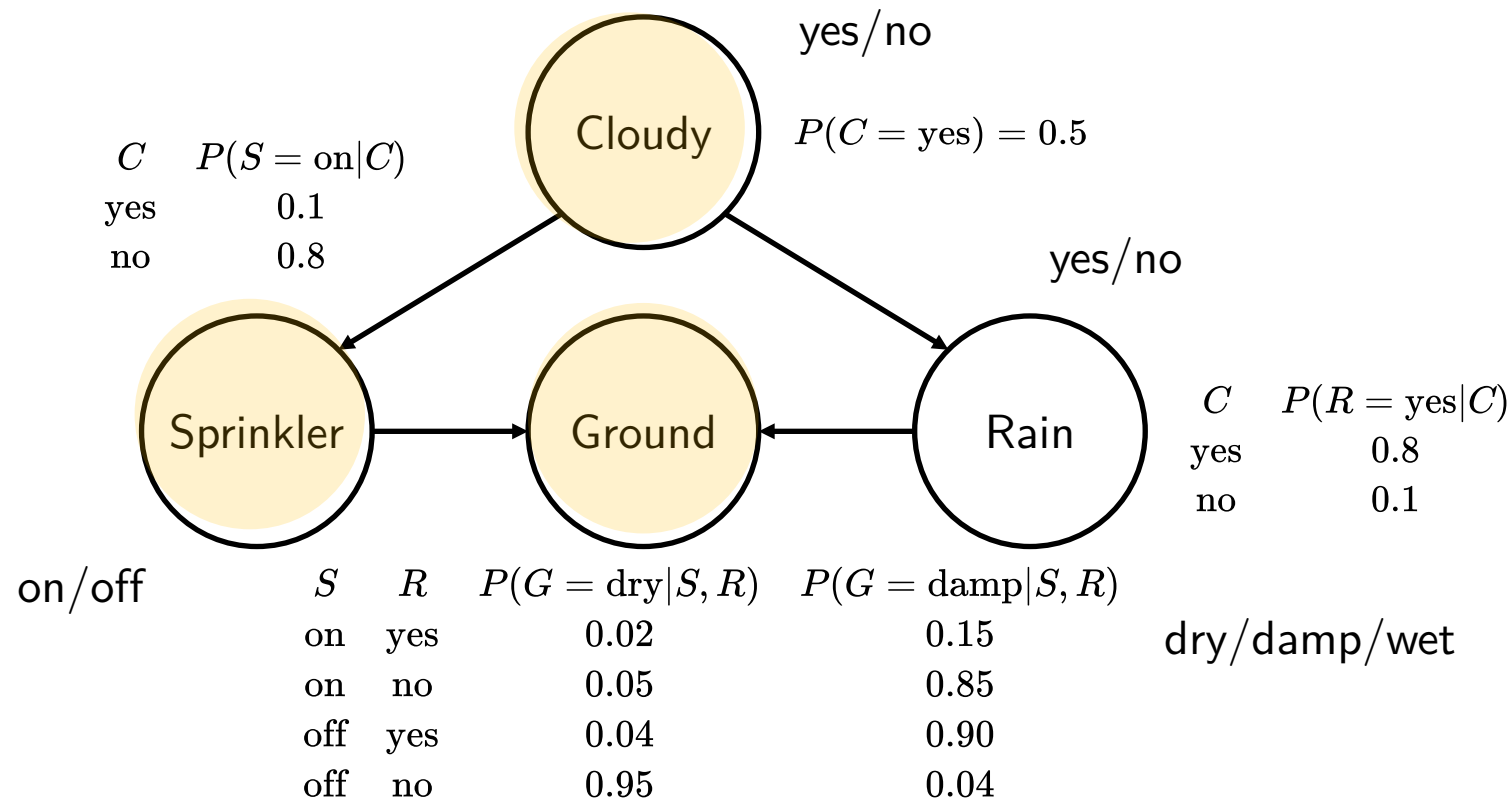 yes/no
Cloudy
P(C = yes) = 0.5
C P(S = on|C)
yes 0.1
no 0.8
yes/no
Sprinkler
Ground
Rain
C P(R = yes|C)
yes 0.8
no 0.1
on/off
S R P(G = dry|S, R) P(G = damp|S, R)
on yes 0.02 0.15
on no 0.05 0.85
off yes 0.04 0.90
off no 0.95 0.04
dry/damp/wet